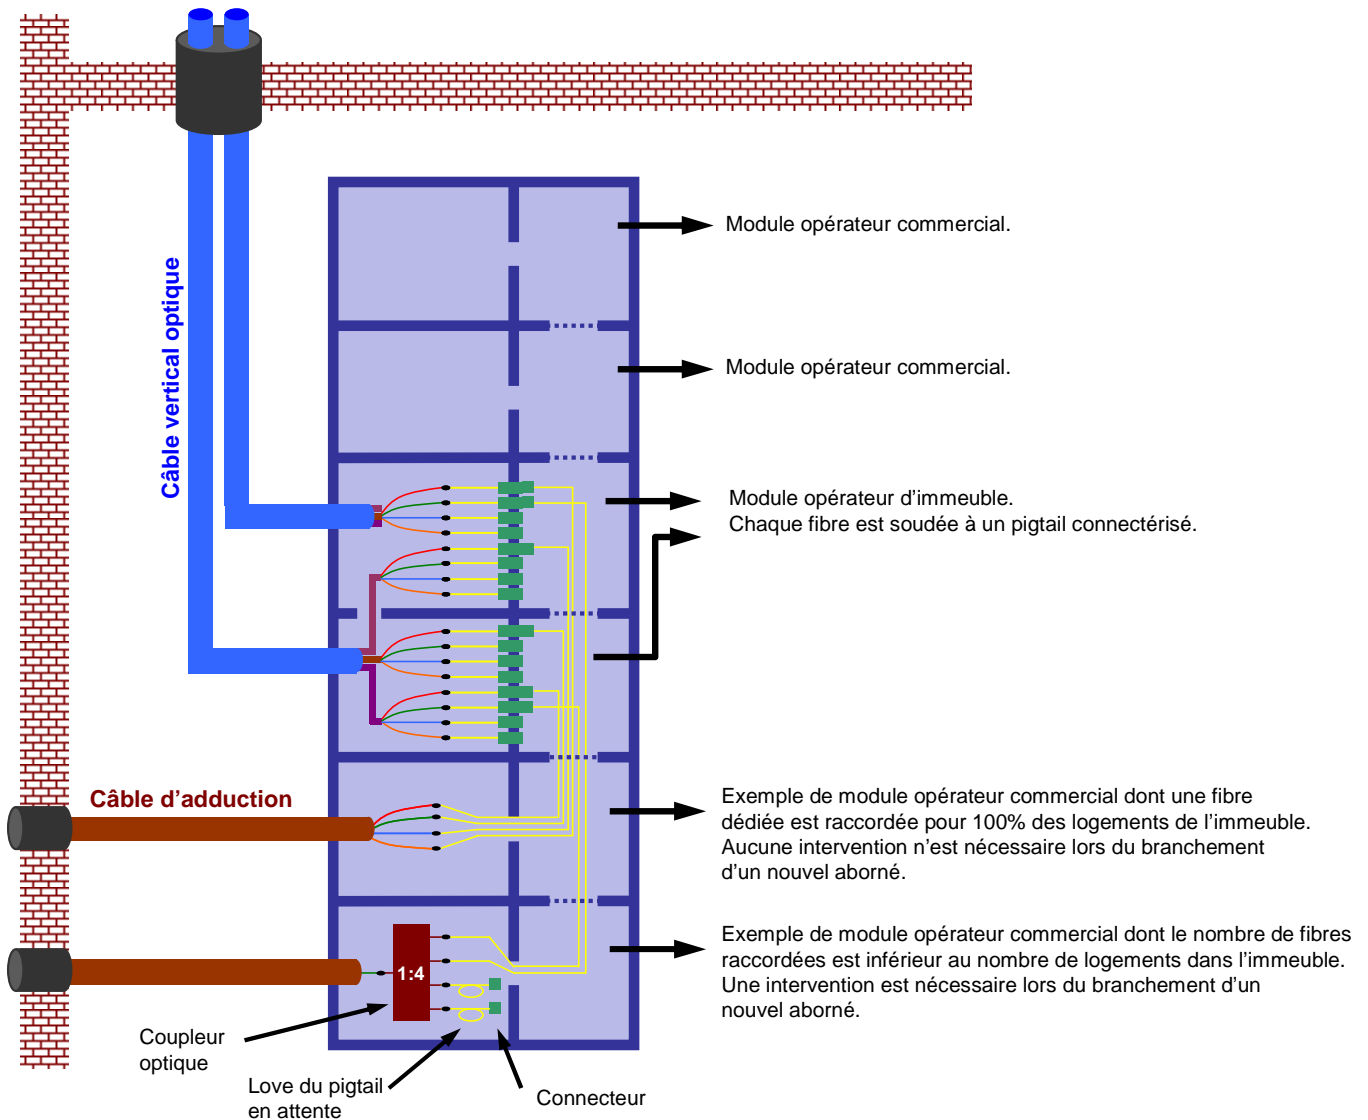 Module opérateur commercial.
Câble vertical optique
Module opérateur commercial.
Module opérateur d’immeuble.
Chaque fibre est soudée à un pigtail connectérisé.
Câble d’adduction
Exemple de module opérateur commercial dont une fibre
dédiée est raccordée pour 100% des logements de l’immeuble.
Aucune intervention n’est nécessaire lors du branchement
d’un nouvel aborné.
Exemple de module opérateur commercial dont le nombre de fibres
raccordées est inférieur au nombre de logements dans l’immeuble.
Une intervention est nécessaire lors du branchement d’un
nouvel aborné.
1:4
Coupleur
optique
Love du pigtail
en attente
Connecteur